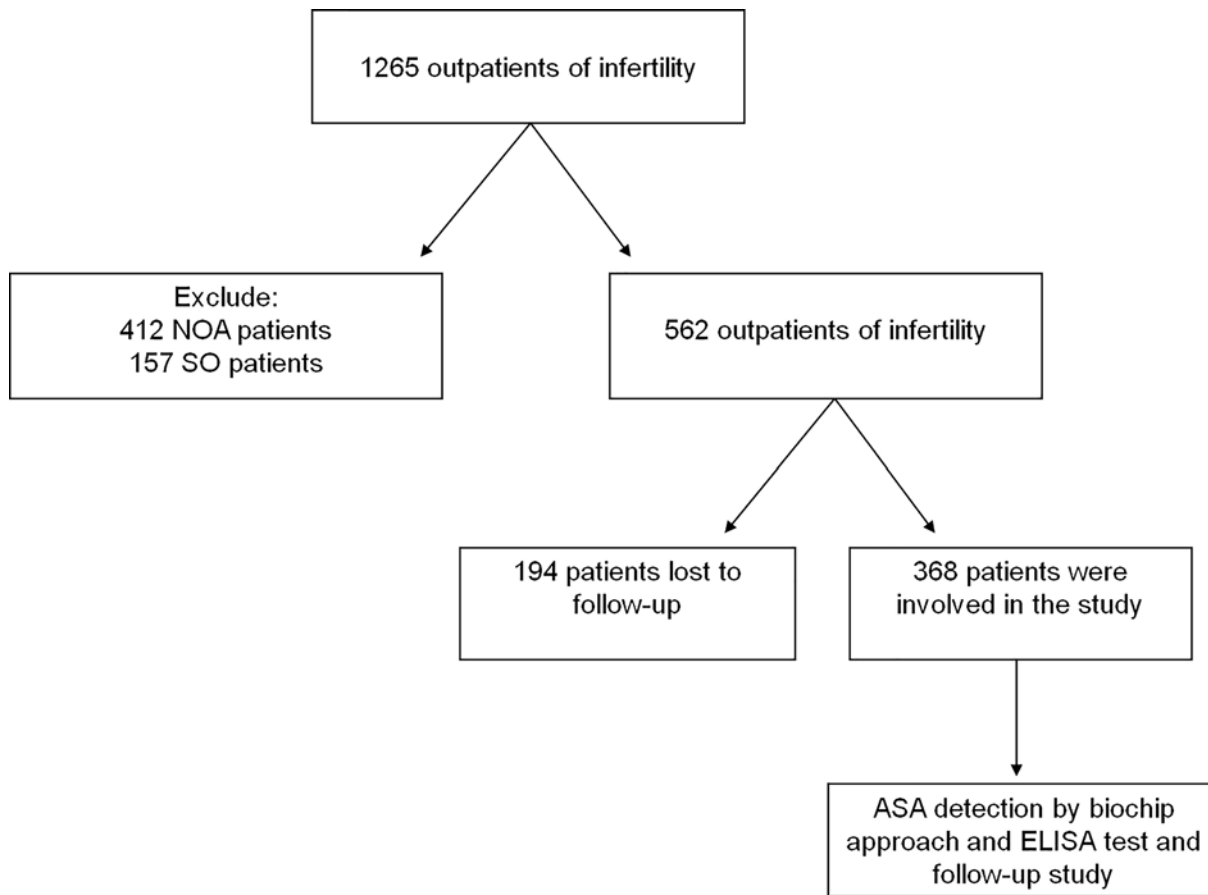 1265 outpatients of infertility
Exclude:
412 NOA patients
157 SO patients
562 outpatients of infertility
194 patients lost to
follow-up
368 patients were
involved in the study
ASA detection by biochip
approach and ELISA test and
follow-up study